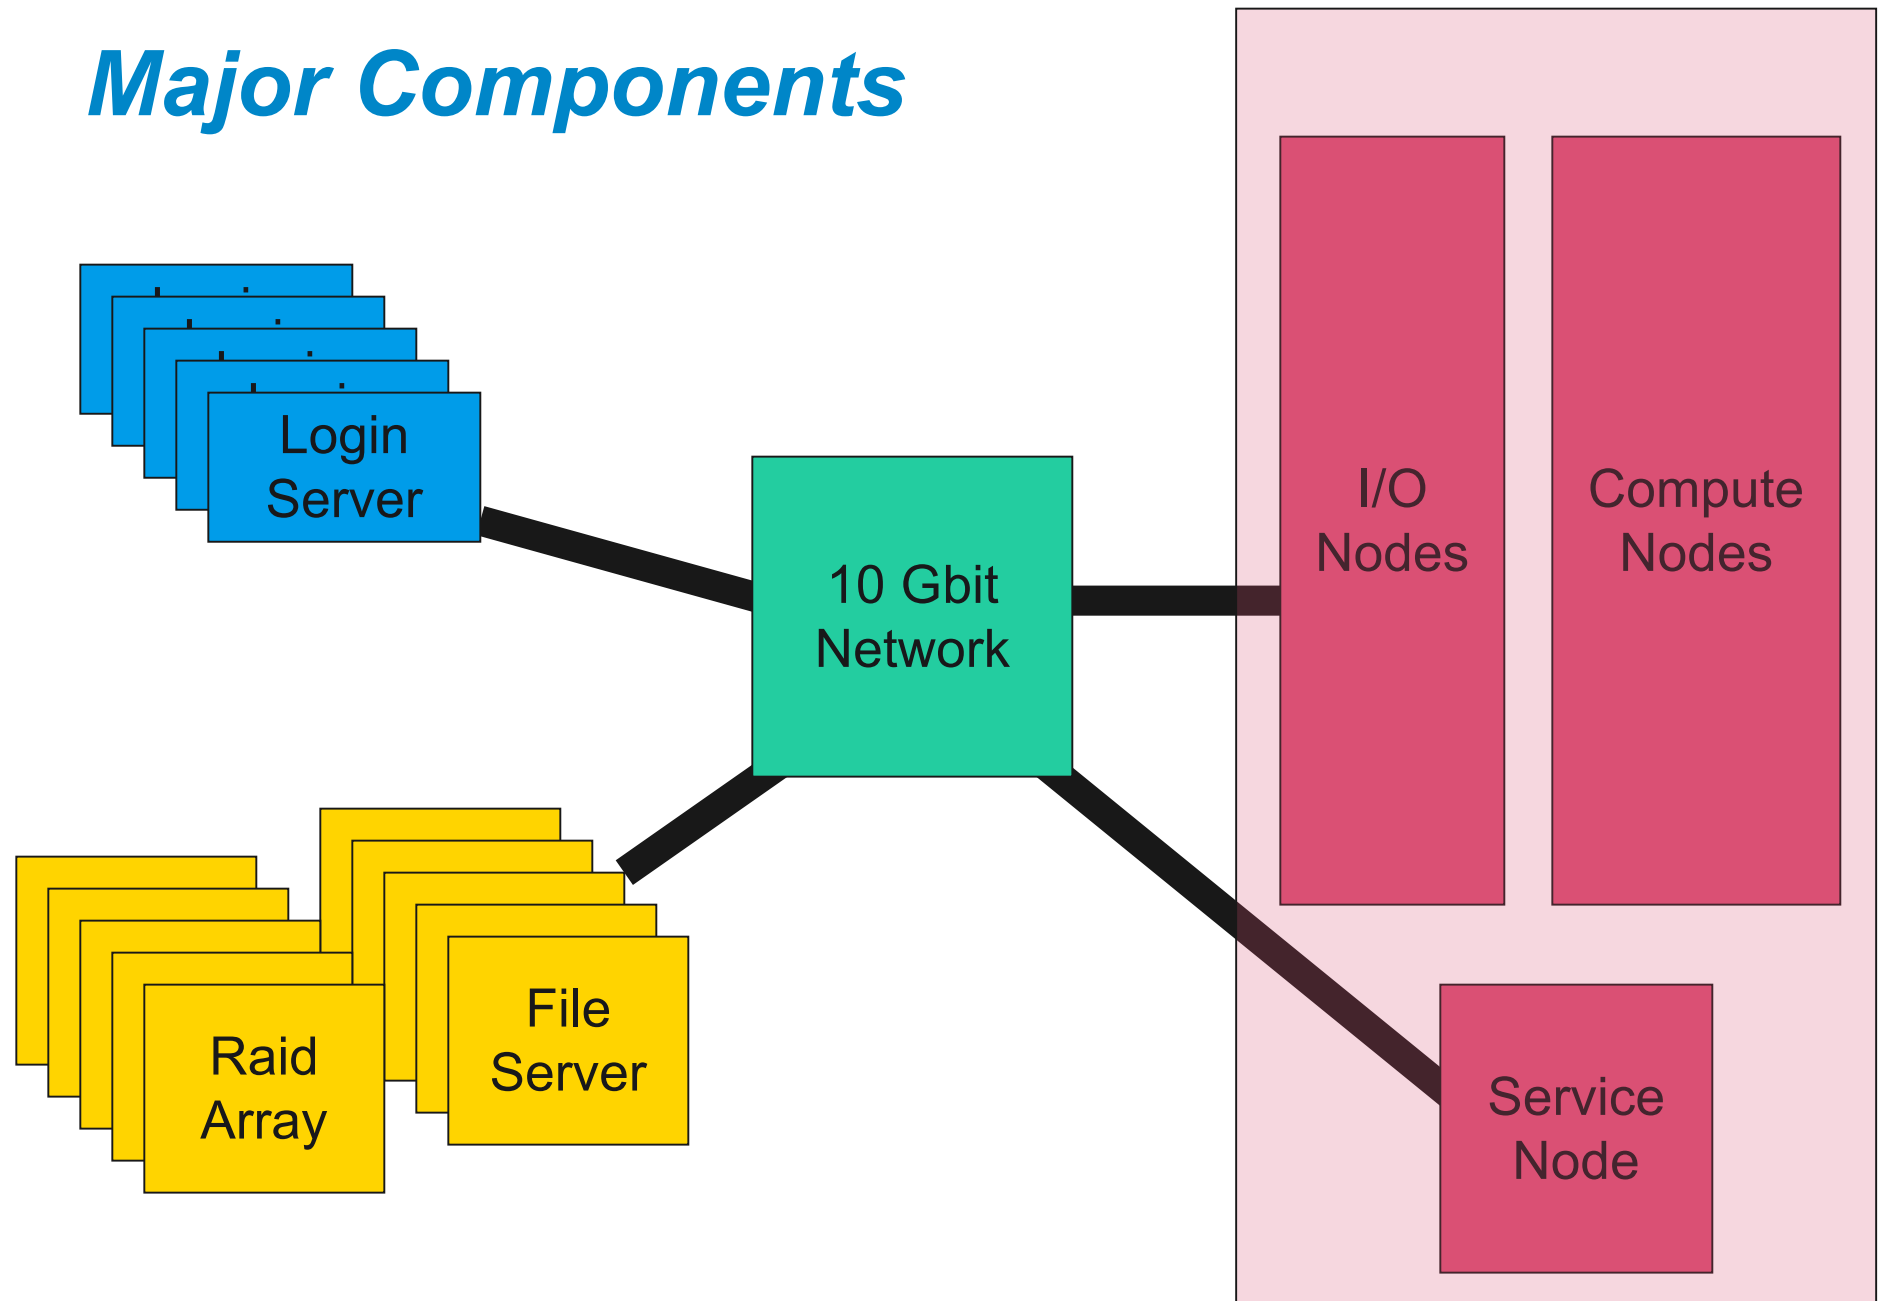 Major Components
Login
Server
10 Gbit
Network
I/O
Nodes
Compute
Nodes
Raid
Array
File
Server
Service
Node